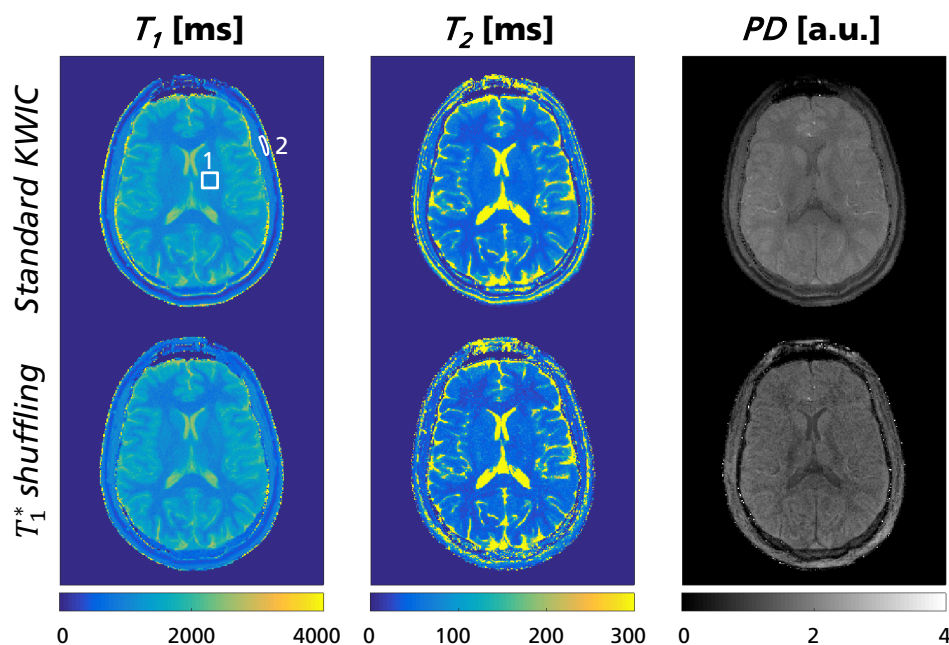 T₁ [ms]
T₂ [ms]
PD [a.u.]
Standard KWIC
1
2
T₁* shuffling
0 2000 4000
0 100 200 300
0 2 4